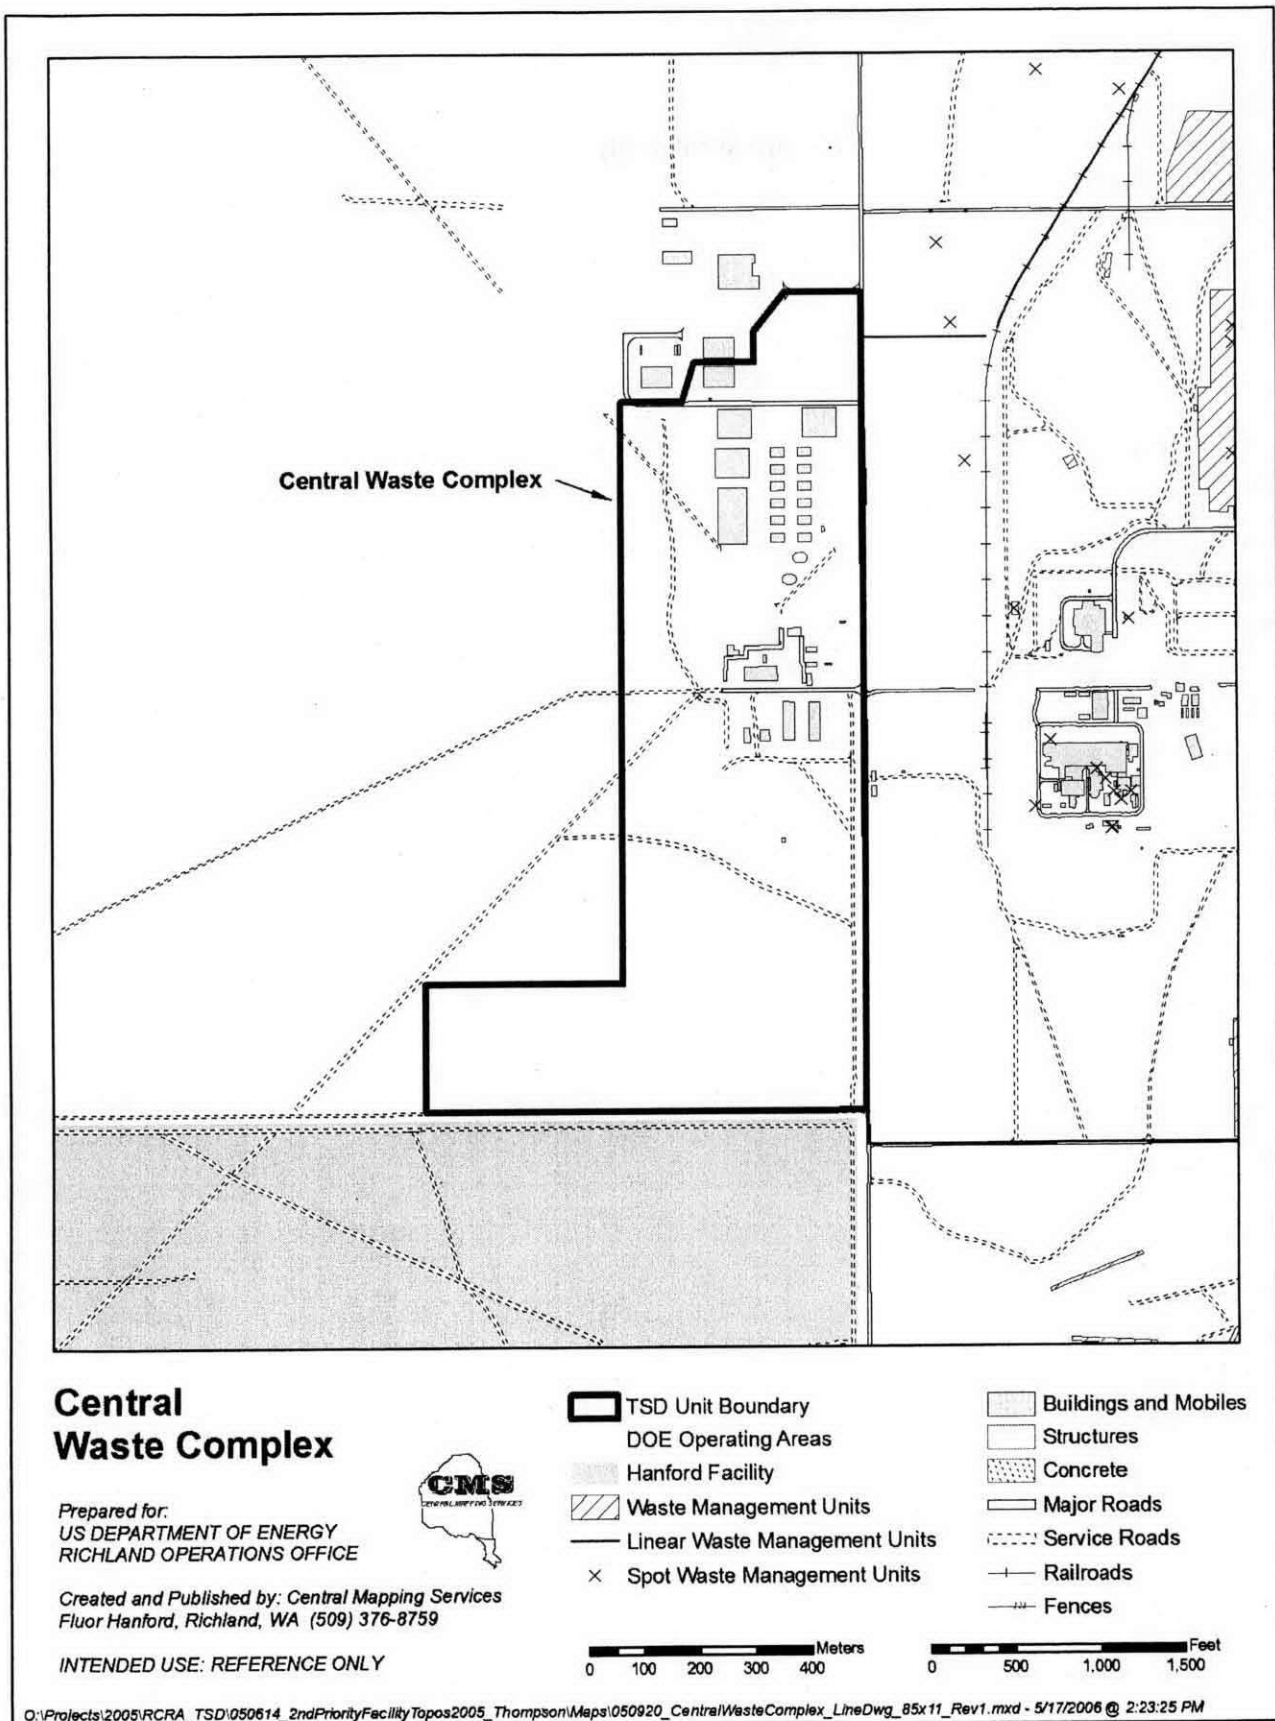 Central Waste Complex
Central
Waste Complex
CMS
CENTRAL MAPPING SERVICES
Prepared for:
US DEPARTMENT OF ENERGY
RICHLAND OPERATIONS OFFICE
Created and Published by: Central Mapping Services
Fluor Hanford, Richland, WA (509) 376-8759
INTENDED USE: REFERENCE ONLY
TSD Unit Boundary
DOE Operating Areas
Hanford Facility
Waste Management Units
Linear Waste Management Units
Spot Waste Management Units
Buildings and Mobiles
Structures
Concrete
Major Roads
Service Roads
Railroads
Fences
Meters
0 100 200 300 400
Feet
0 500 1,000 1,500
O:\Projects\2005\RCRA_TSD\050614_2ndPriorityFacilityTopos2005_Thompson\Maps\050920_CentralWasteComplex_LineDwg_85x11_Rev1.mxd - 5/17/2006 @ 2:23:25 PM